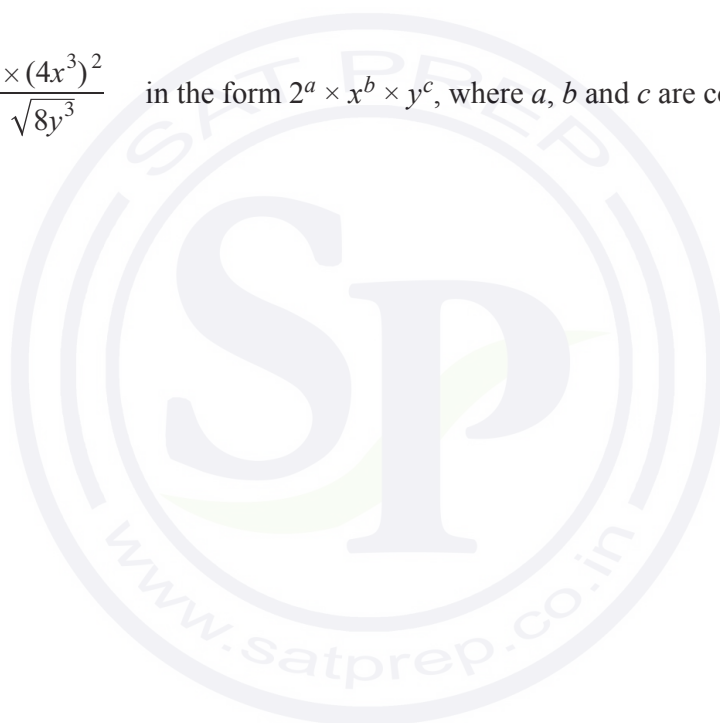 × (4x³)² / √(8y³) in the form 2ᵃ × xᵇ × yᶜ, where a, b and c are
SAT PREP
SP
www.satprep.co.in